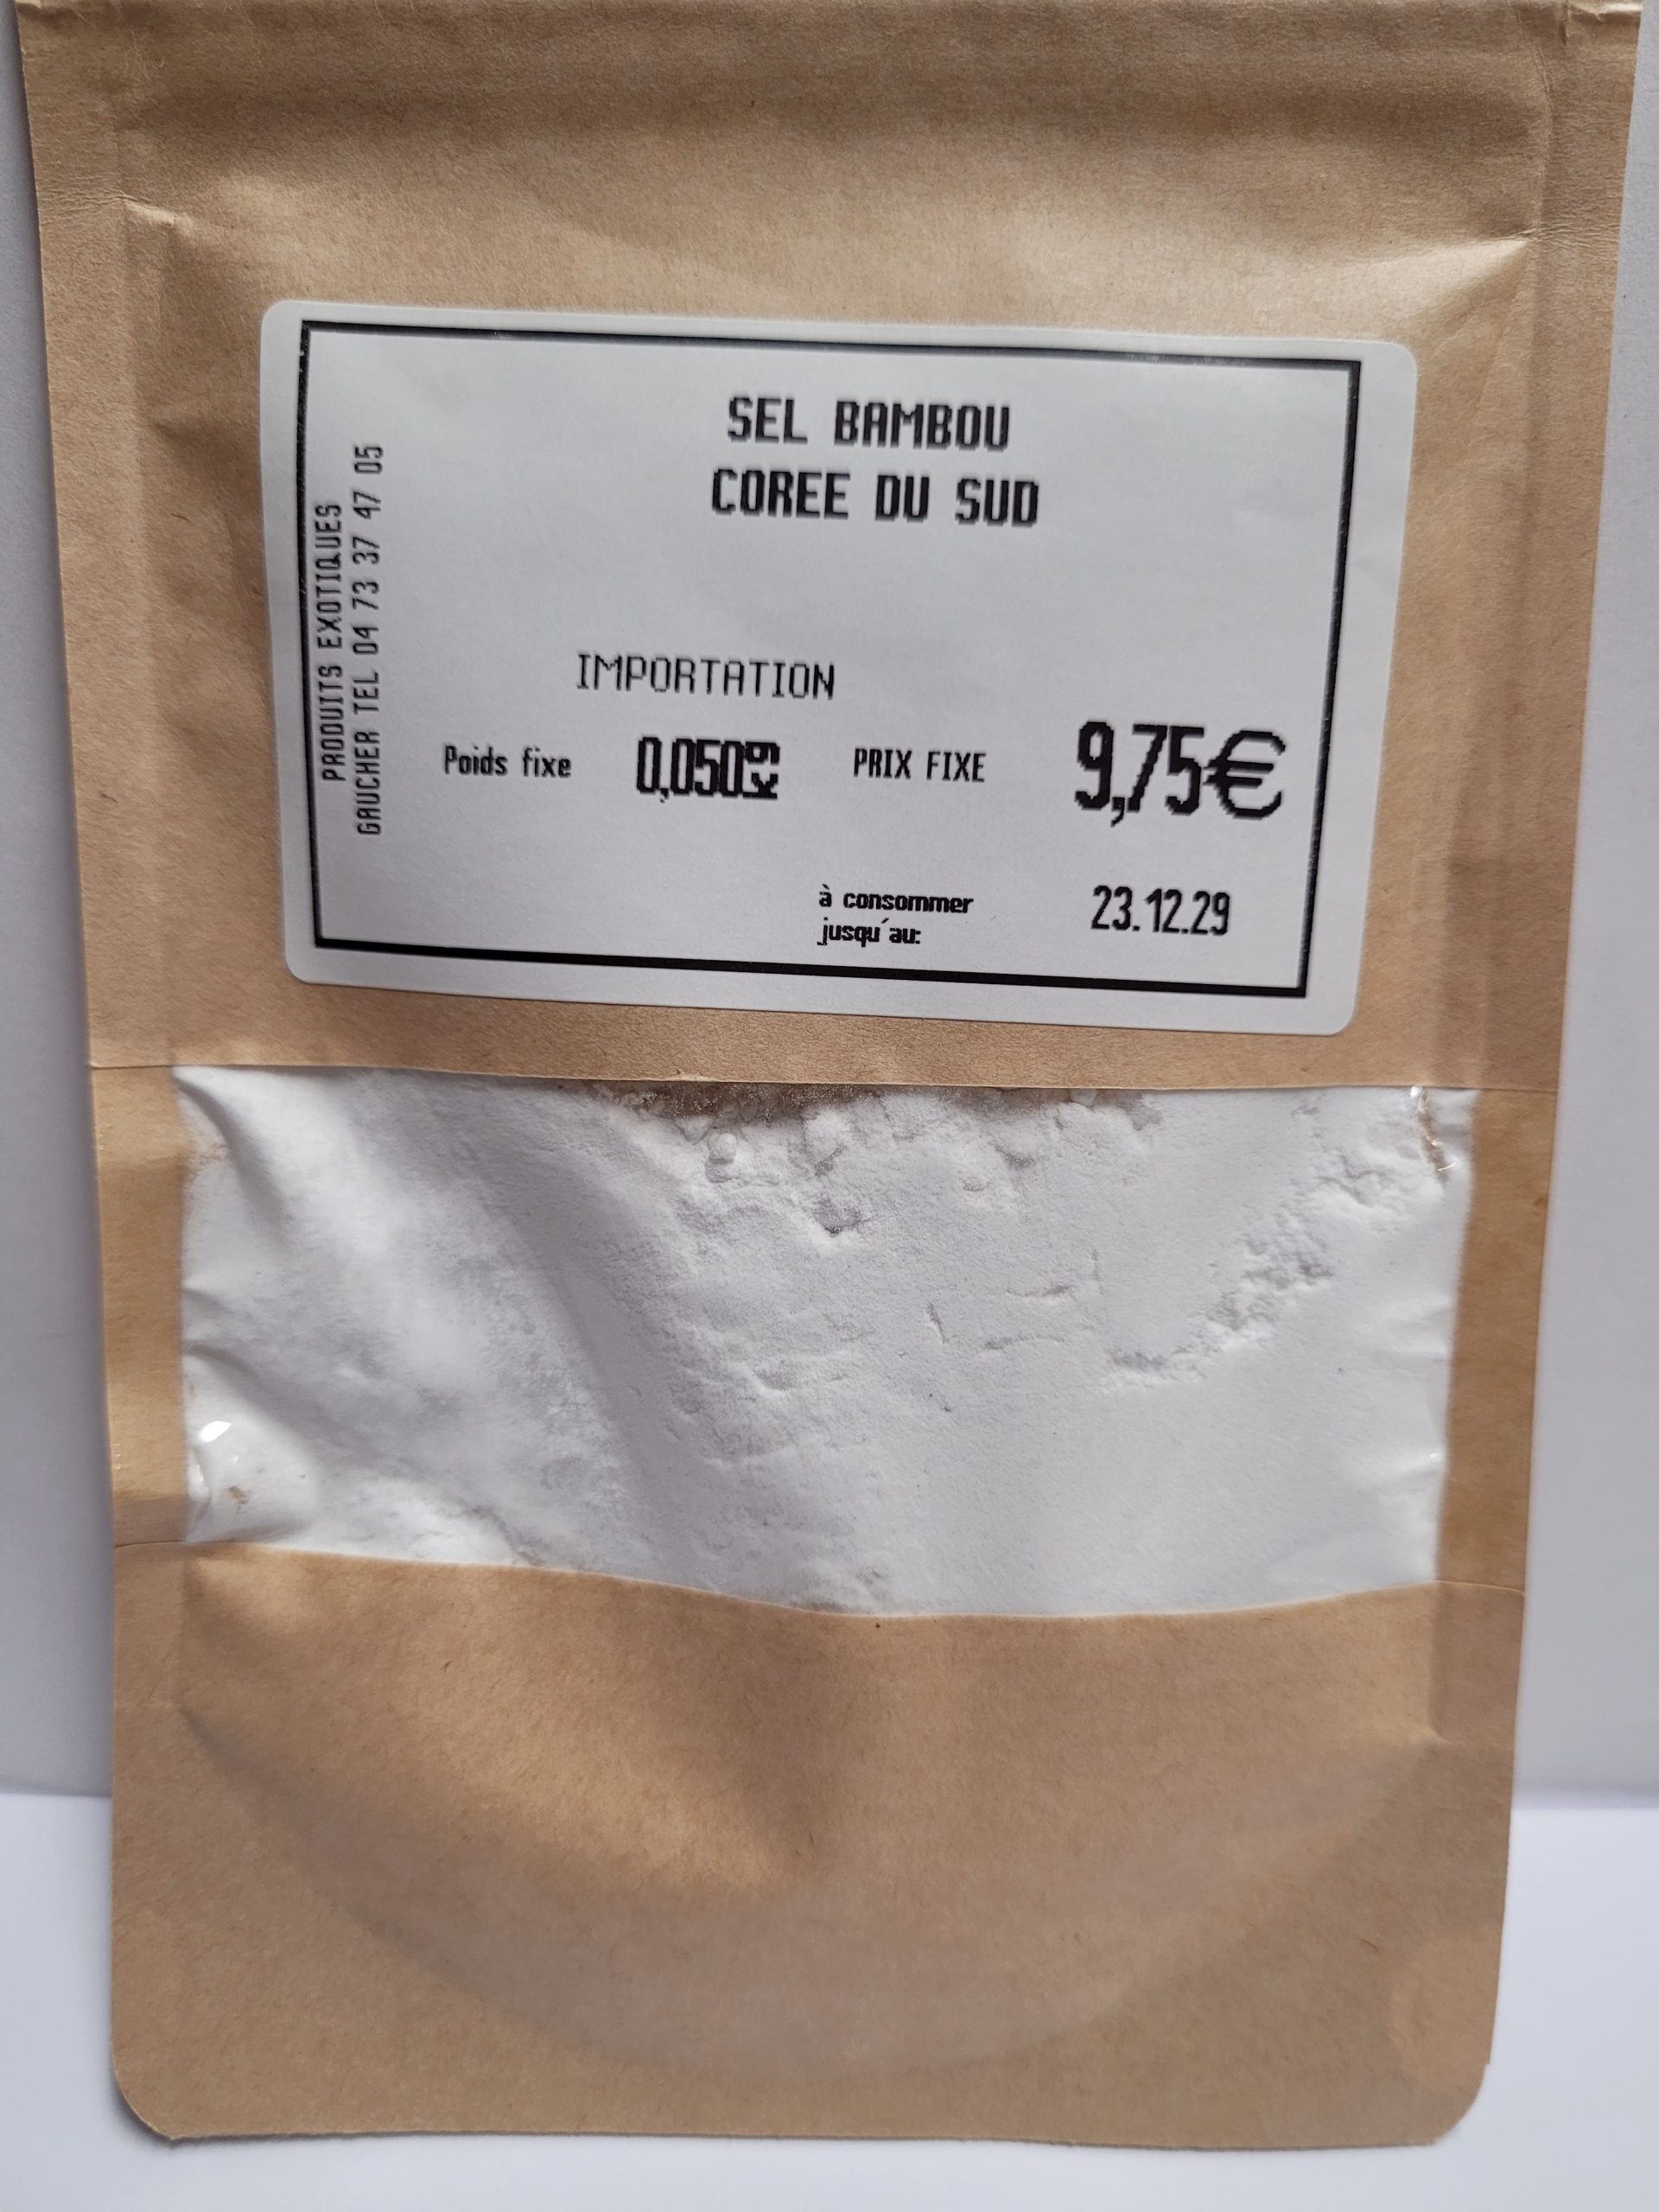 SEL BAMBOU
COREE DU SUD
PRODUITS EXOTIQUES
GAUCHER TEL 04 73 37 47 05
IMPORTATION
Poids fixe 0,050kg PRIX FIXE 9,75€
à consommer
jusqu'au: 23.12.29